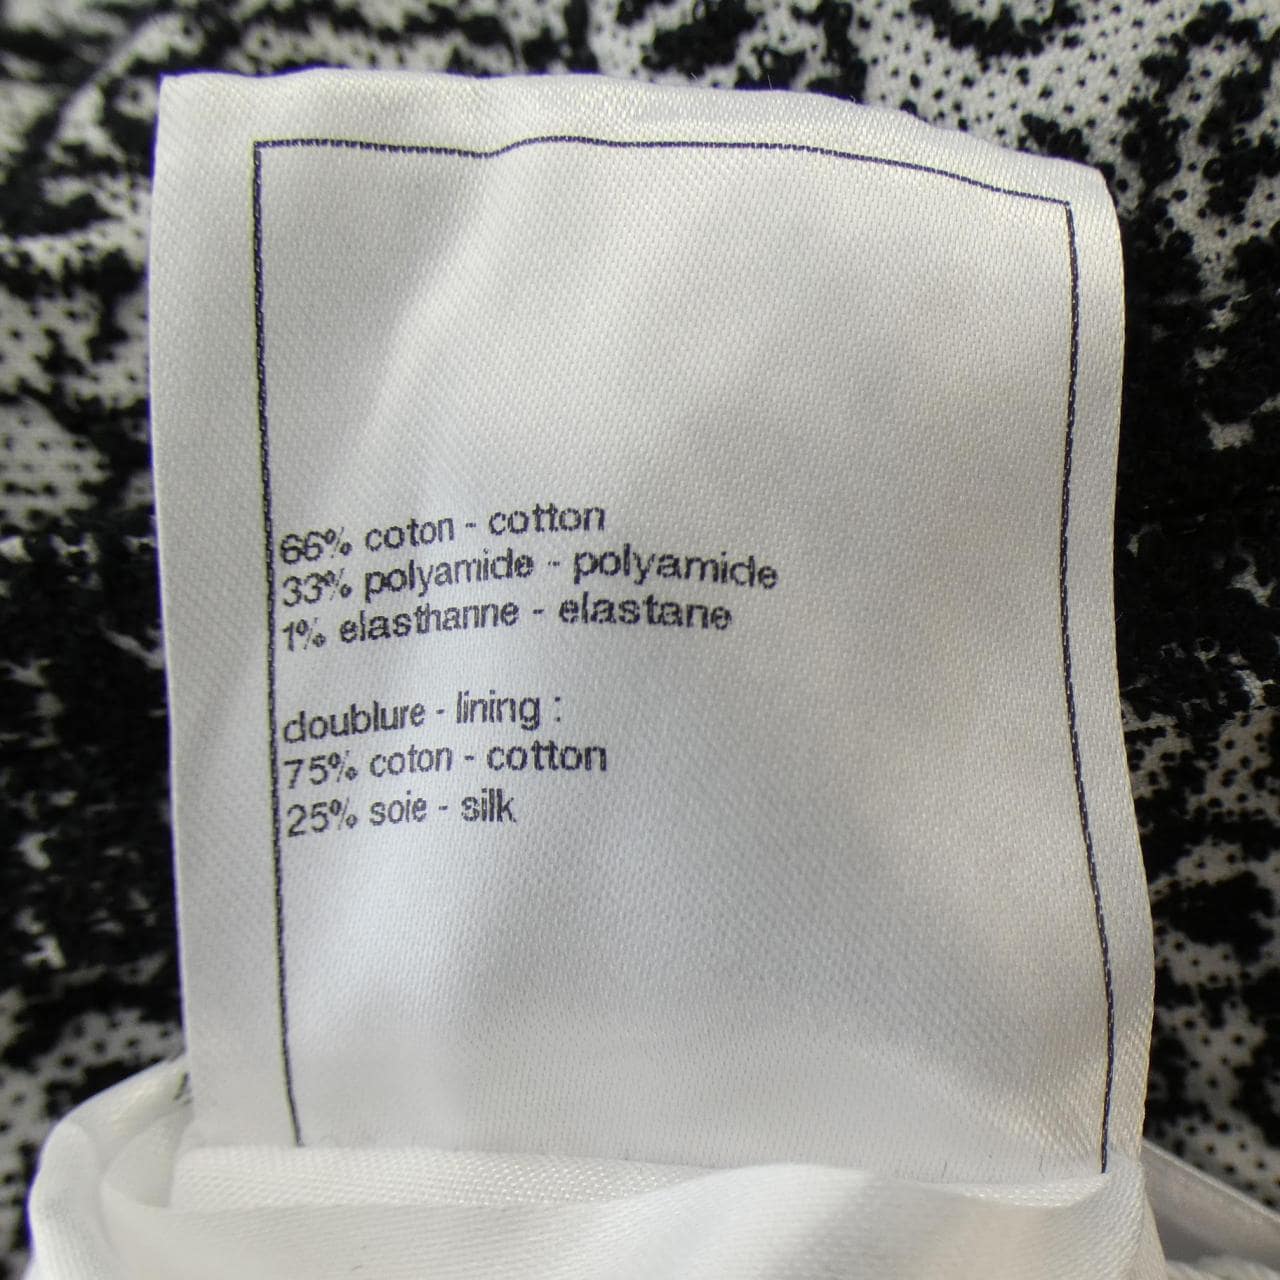 66% coton - cotton
33% polyamide - polyamide
1% elasthanne - elastane
doublure - lining :
75% coton - cotton
25% soie - silk